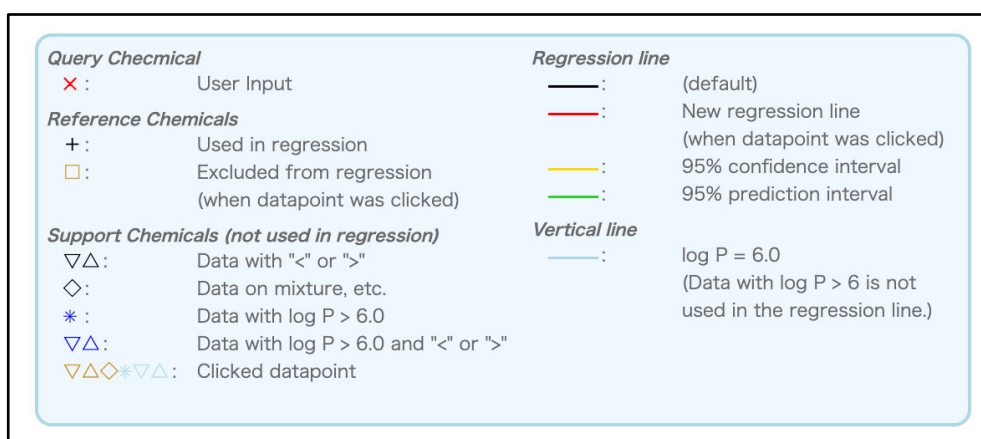 Query Checmical
× : User Input
Reference Chemicals
+ : Used in regression
□ : Excluded from regression
(when datapoint was clicked)
Support Chemicals (not used in regression)
▽△ : Data with "<" or ">"
◇ : Data on mixture, etc.
* : Data with log P > 6.0
▽△ : Data with log P > 6.0 and "<" or ">"
▽△◇*▽△ : Clicked datapoint
Regression line
: (default)
: New regression line
(when datapoint was clicked)
: 95% confidence interval
: 95% prediction interval
Vertical line
: log P = 6.0
(Data with log P > 6 is not
used in the regression line.)